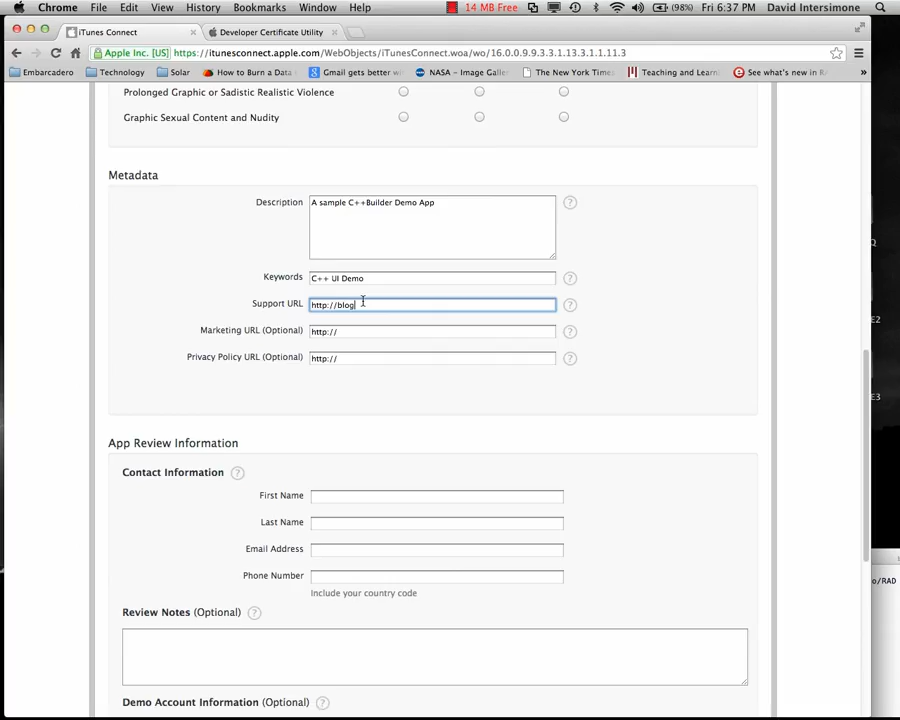 Chrome File Edit View History Bookmarks Window Help 14 MB Free (98%) Fri 6:37 PM David Intersimone
iTunes Connect Developer Certificate Utility
Apple Inc. [US] https://itunesconnect.apple.com/WebObjects/iTunesConnect.woa/wo/16.0.0.9.9.3.3.1.13.3.1.1.11.3
Embarcadero Technology Solar How to Burn a Data Gmail gets better w NASA - Image Galle The New York Time Teaching and Learni See what's new in RA »
Prolonged Graphic or Sadistic Realistic Violence
Graphic Sexual Content and Nudity
Metadata
Description A sample C++Builder Demo App ?
Keywords C++ UI Demo ?
Support URL http://blog ?
Marketing URL (Optional) http:// ?
Privacy Policy URL (Optional) http:// ?
App Review Information
Contact Information ?
First Name
Last Name
Email Address
Phone Number
Include your country code
Review Notes (Optional) ?
Demo Account Information (Optional) ?
Q
E2
E3
o/RAD